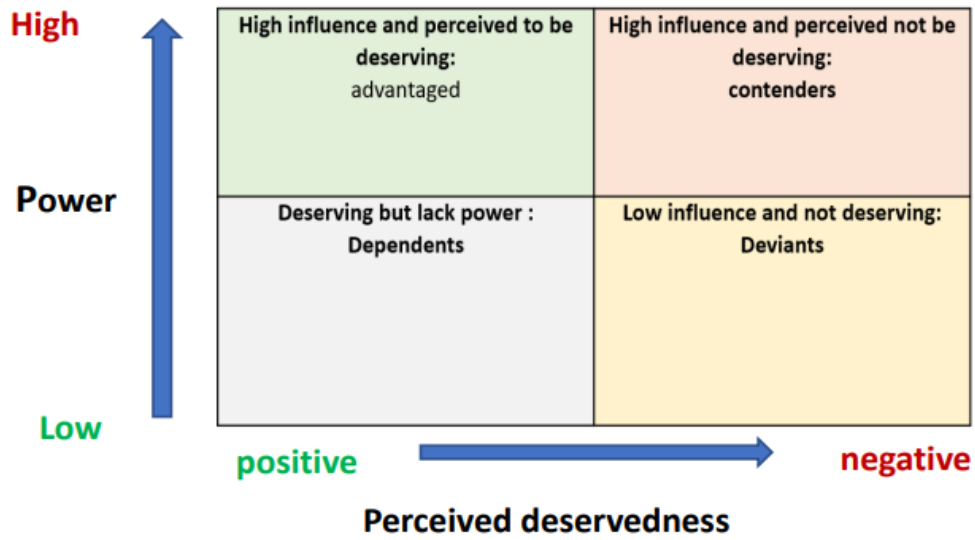 High
High influence and perceived to be
deserving:
advantaged
High influence and perceived not be
deserving:
contenders
Power
Deserving but lack power :
Dependents
Low influence and not deserving:
Deviants
Low
positive
negative
Perceived deservedness